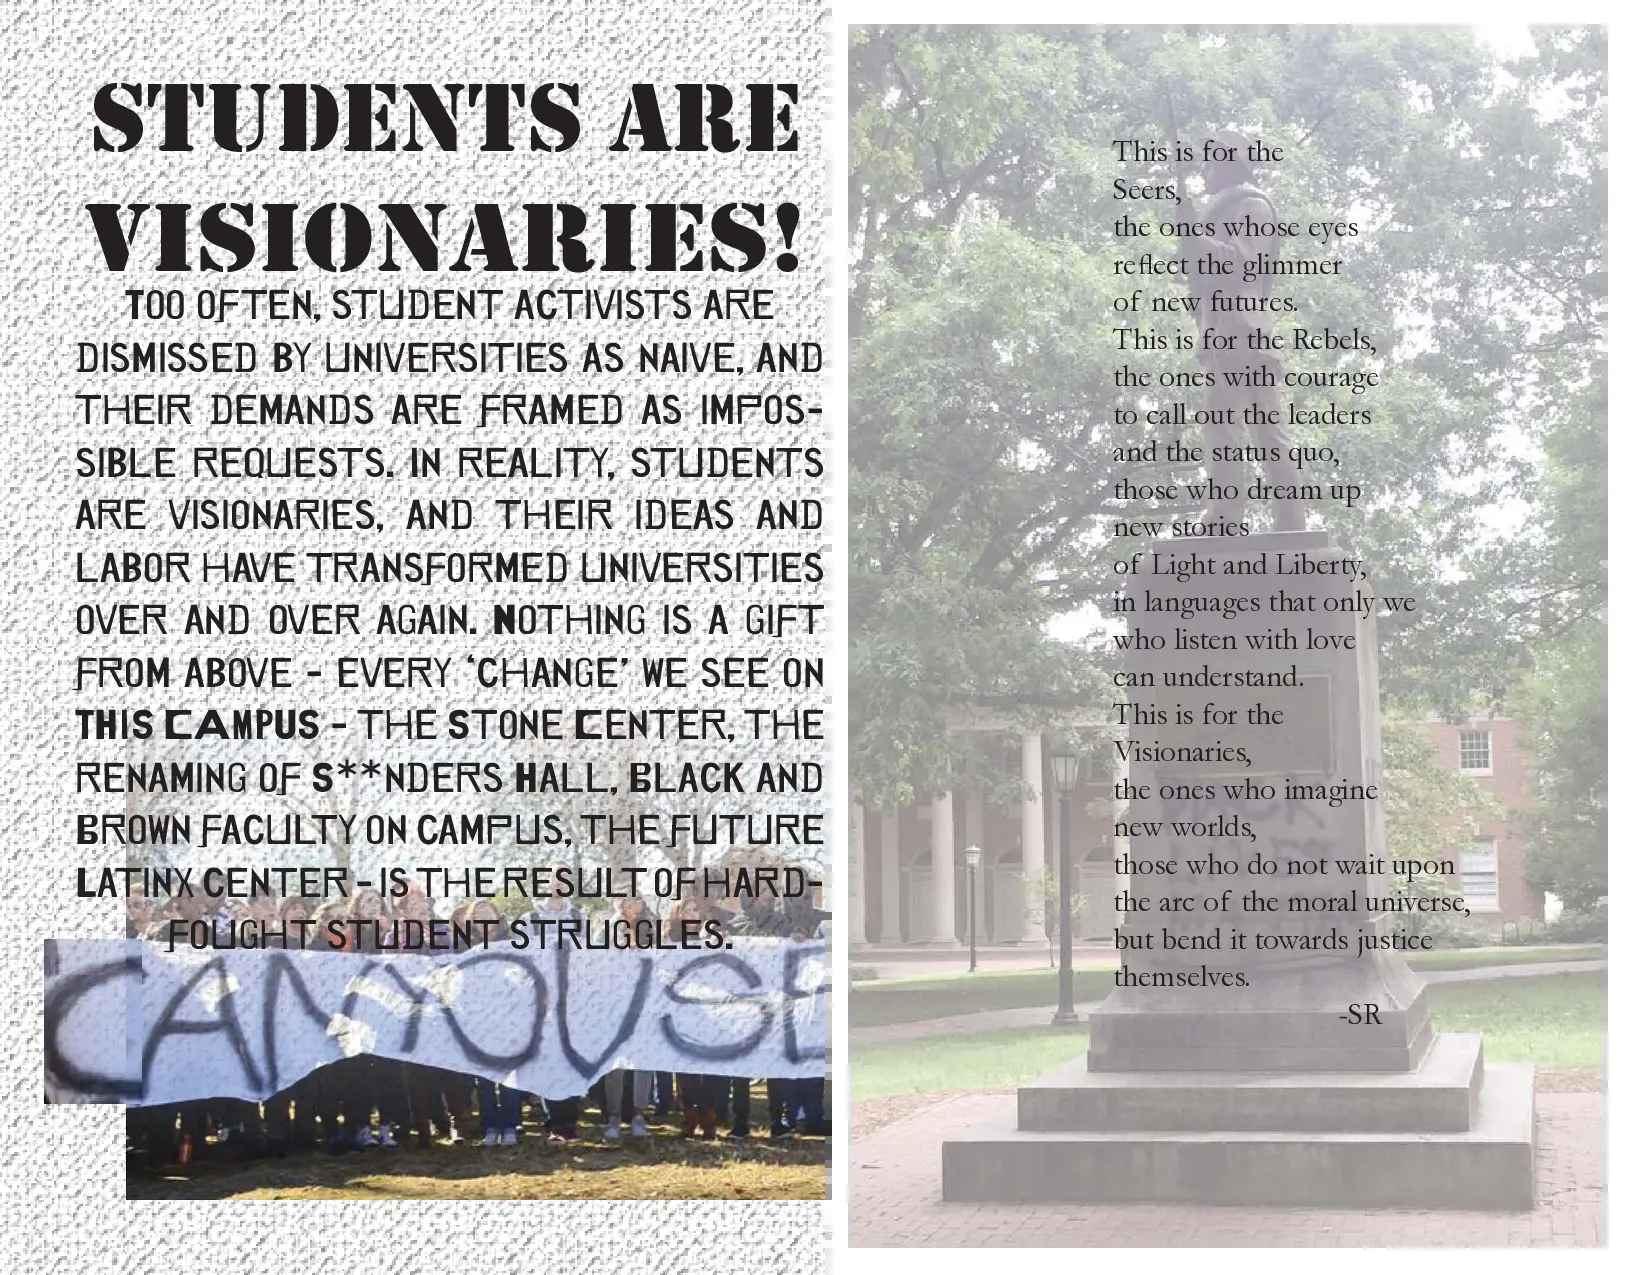 STUDENTS ARE
VISIONARIES!
TOO OFTEN, STUDENT ACTIVISTS ARE
DISMISSED BY UNIVERSITIES AS NAIVE, AND
THEIR DEMANDS ARE FRAMED AS IMPOS-
SIBLE REQUESTS. IN REALITY, STUDENTS
ARE VISIONARIES, AND THEIR IDEAS AND
LABOR HAVE TRANSFORMED UNIVERSITIES
OVER AND OVER AGAIN. NOTHING IS A GIFT
FROM ABOVE - EVERY ‘CHANGE’ WE SEE ON
THIS CAMPUS - THE STONE CENTER, THE
RENAMING OF S**NDERS HALL, BLACK AND
BROWN FACULTY ON CAMPUS, THE FUTURE
LATINX CENTER - IS THE RESULT OF HARD-
FOUGHT STUDENT STRUGGLES.
CANYOUSE
This is for the
Seers,
the ones whose eyes
reflect the glimmer
of new futures.
This is for the Rebels,
the ones with courage
to call out the leaders
and the status quo,
those who dream up
new stories
of Light and Liberty,
in languages that only we
who listen with love
can understand.
This is for the
Visionaries,
the ones who imagine
new worlds,
those who do not wait upon
the arc of the moral universe,
but bend it towards justice
themselves.
-SR